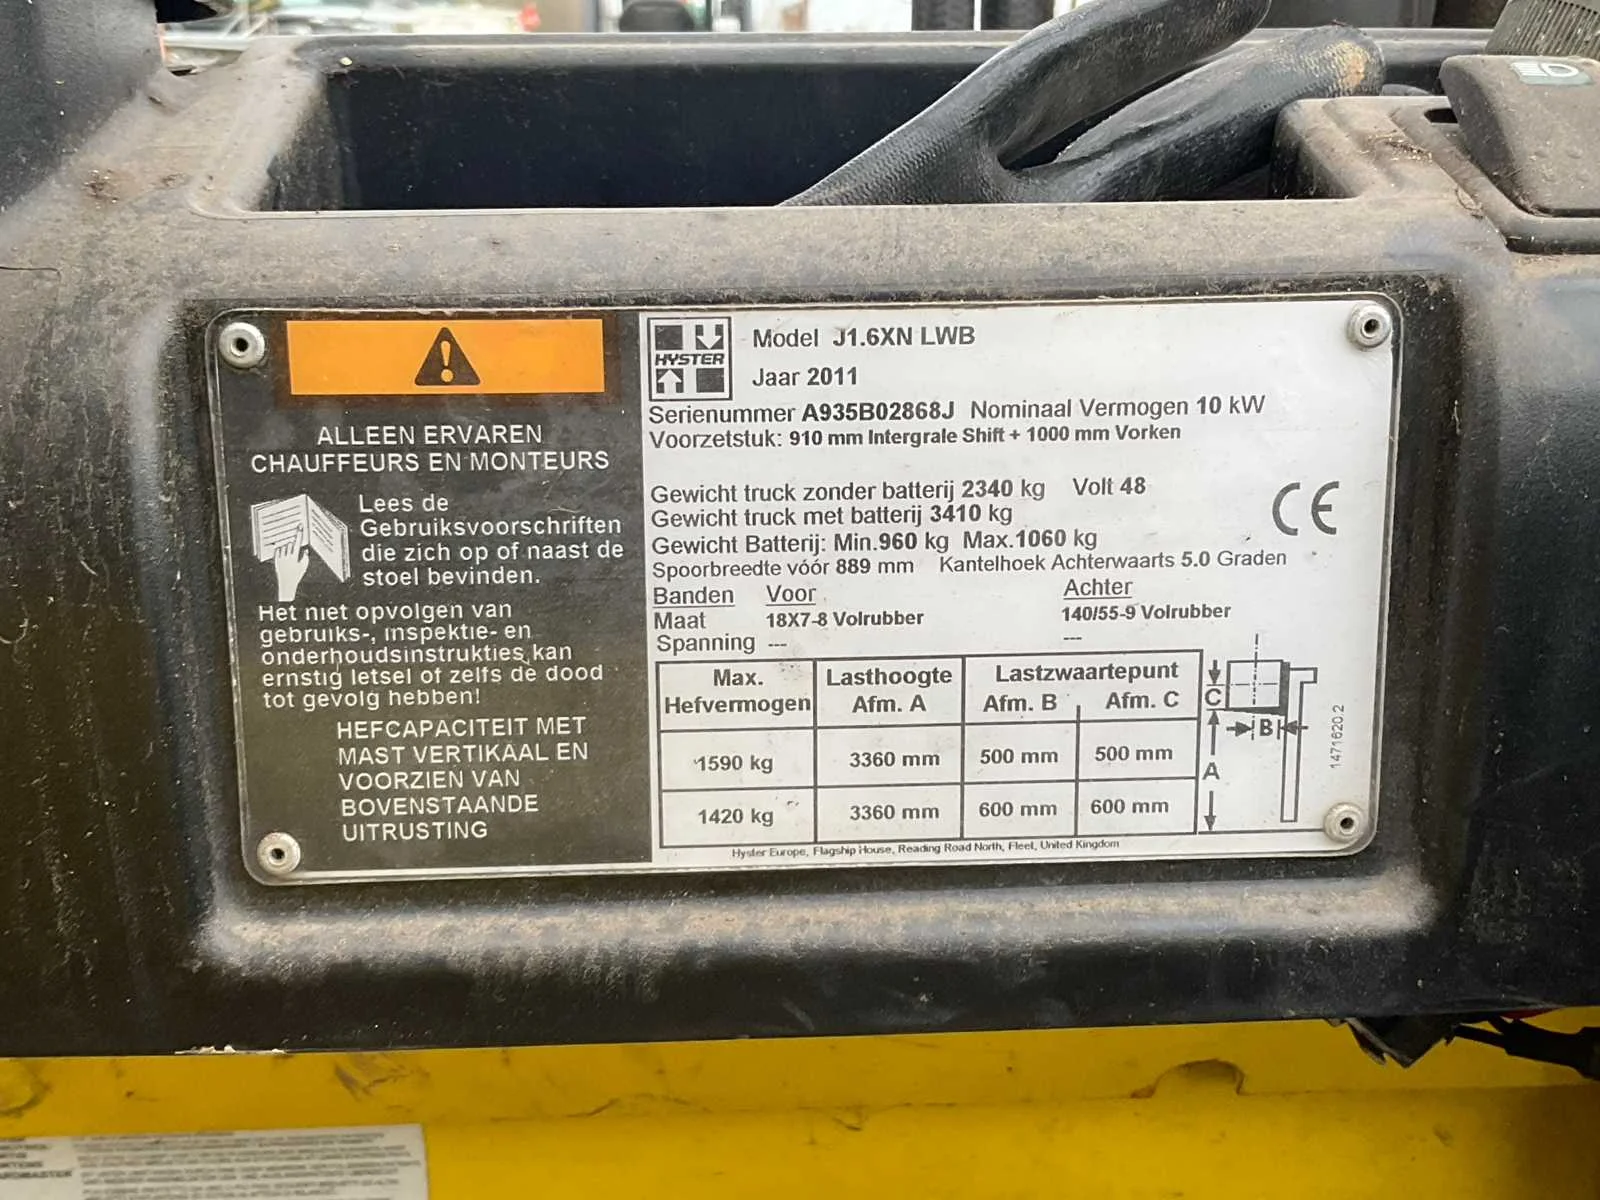 ALLEEN ERVAREN
CHAUFFEURS EN MONTEURS
Lees de
Gebruiksvoorschriften
die zich op of naast de
stoel bevinden.
Het niet opvolgen van
gebruiks-, inspektie- en
onderhoudsinstrukties kan
ernstig letsel of zelfs de dood
tot gevolg hebben!
HEFCAPACITEIT MET
MAST VERTIKAAL EN
VOORZIEN VAN
BOVENSTAANDE
UITRUSTING
HYSTER
Model J1.6XN LWB
Jaar 2011
Serienummer A935B02868J Nominaal Vermogen 10 kW
Voorzetstuk: 910 mm Intergrale Shift + 1000 mm Vorken
Gewicht truck zonder batterij 2340 kg Volt 48
Gewicht truck met batterij 3410 kg
Gewicht Batterij: Min.960 kg Max.1060 kg
CE
Spoorbreedte vóór 889 mm Kantelhoek Achterwaarts 5.0 Graden
Banden Voor Achter
Maat 18X7-8 Volrubber 140/55-9 Volrubber
Spanning --- ---
Max. Lasthoogte Lastzwaartepunt
Hefvermogen Afm. A Afm. B Afm. C
1590 kg 3360 mm 500 mm 500 mm
1420 kg 3360 mm 600 mm 600 mm
C
B
A
1471620.2
Hyster Europe, Flagship House, Reading Road North, Fleet, United Kingdom